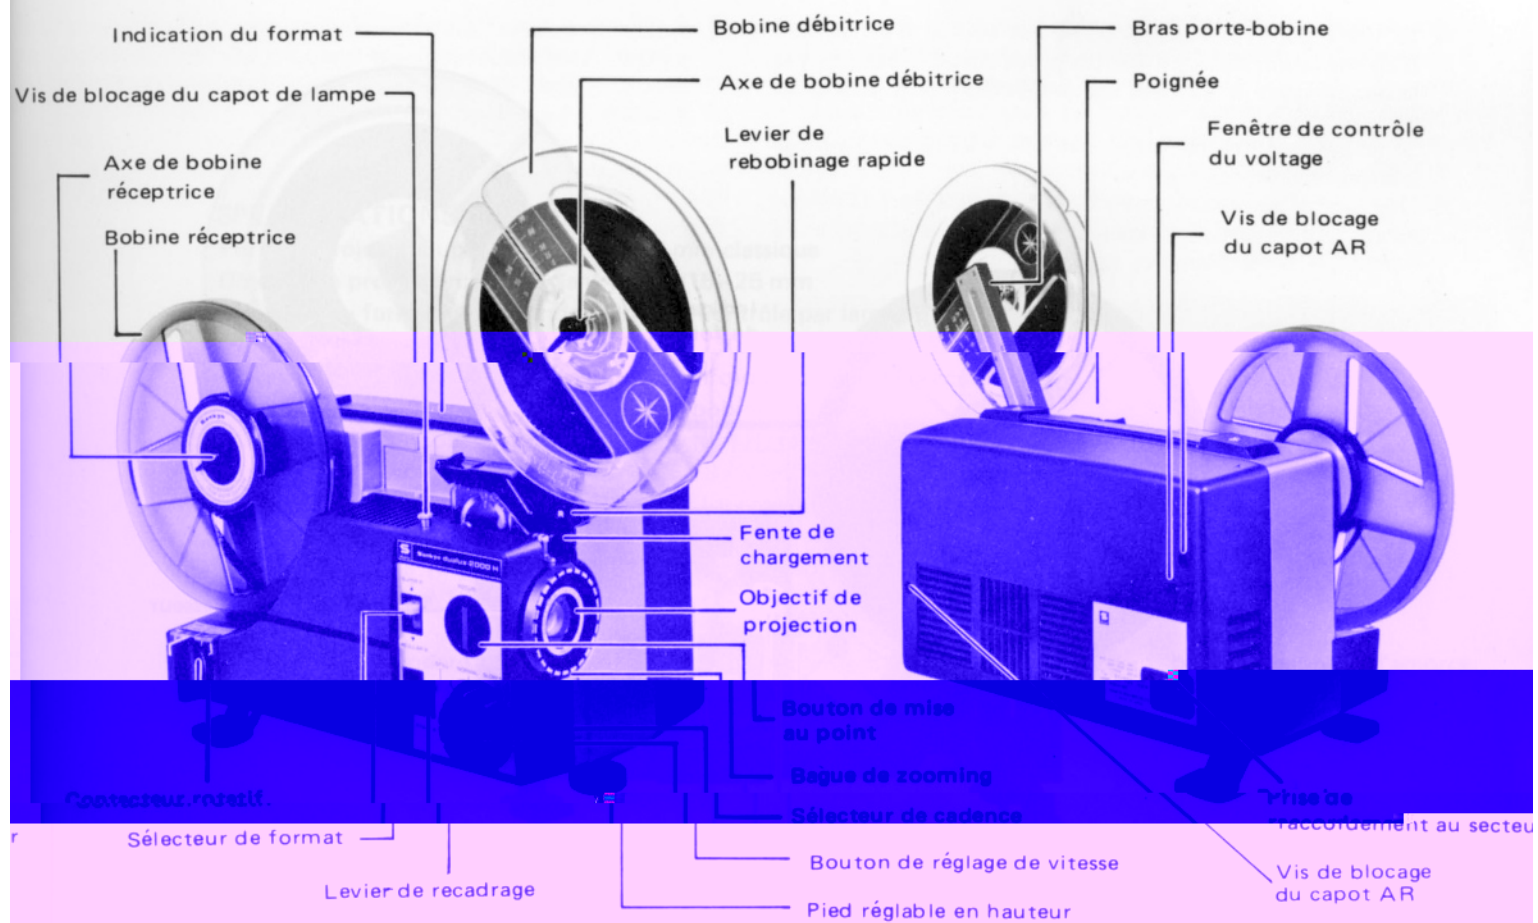 Indication du format
Vis de blocage du capot de lampe
Axe de bobine
réceptrice
Bobine réceptrice
Bobine débitrice
Axe de bobine débitrice
Levier de
rebobinage rapide
Bras porte-bobine
Poignée
Fenêtre de contrôle
du voltage
Vis de blocage
du capot AR
Fente de
chargement
Objectif de
projection
Bouton de mise
au point
Bague de zooming
Sélecteur de cadence
Bouton de réglage de vitesse
Pied réglable en hauteur
Sélecteur de format
Levier de recadrage
Prise de
raccordement au secteu
r
Vis de blocage
du capot AR